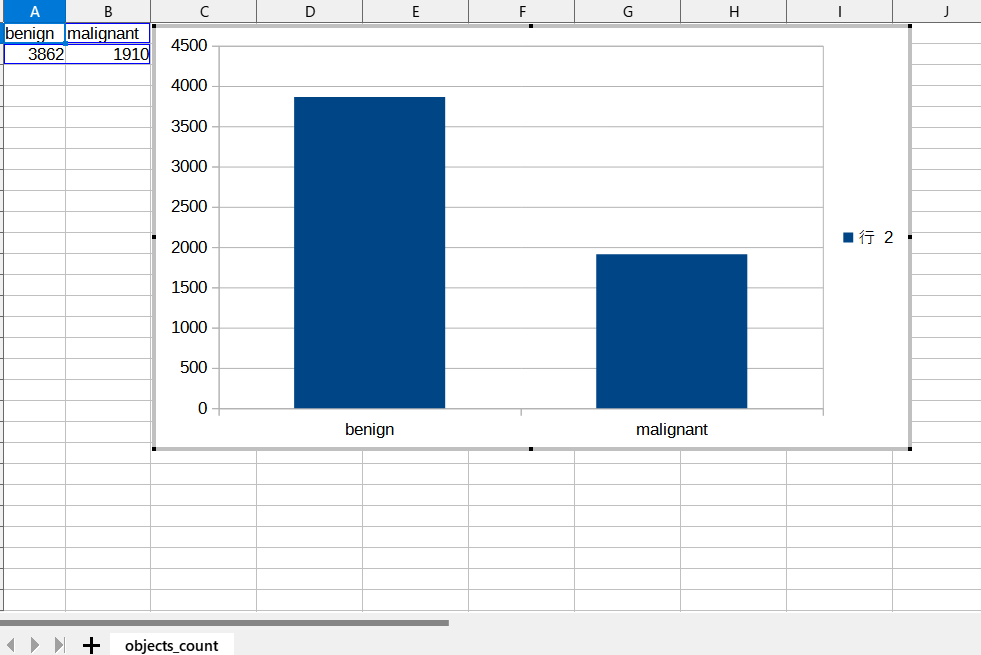 A B C D E F G H I J
benign malignant
3862 1910
4500
4000
3500
3000
2500
2000
1500
1000
500
0
benign malignant
行 2
objects_count